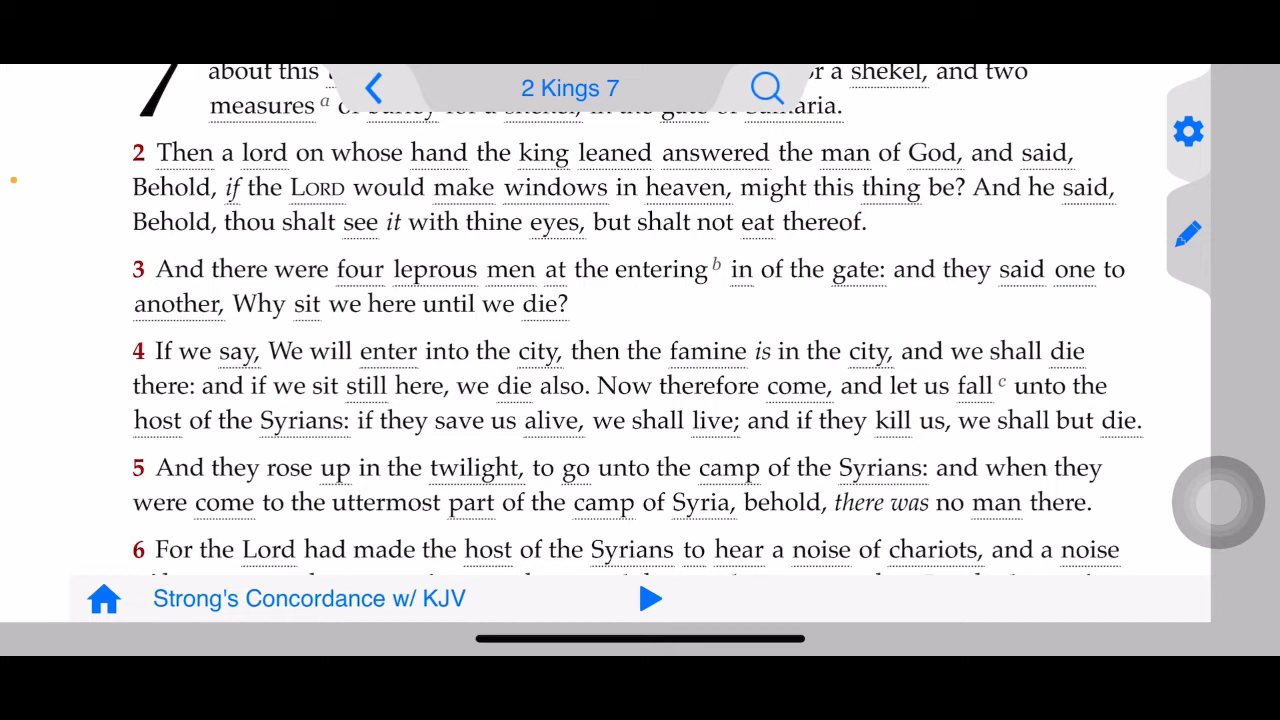 7 about this
2 Kings 7
r a shekel, and two
measures a of barley for a shekel, in the gate of Samaria.
2 Then a lord on whose hand the king leaned answered the man of God, and said,
Behold, if the LORD would make windows in heaven, might this thing be? And he said,
Behold, thou shalt see it with thine eyes, but shalt not eat thereof.
3 And there were four leprous men at the entering b in of the gate: and they said one to
another, Why sit we here until we die?
4 If we say, We will enter into the city, then the famine is in the city, and we shall die
there: and if we sit still here, we die also. Now therefore come, and let us fall c unto the
host of the Syrians: if they save us alive, we shall live; and if they kill us, we shall but die.
5 And they rose up in the twilight, to go unto the camp of the Syrians: and when they
were come to the uttermost part of the camp of Syria, behold, there was no man there.
6 For the Lord had made the host of the Syrians to hear a noise of chariots, and a noise
Strong's Concordance w/ KJV